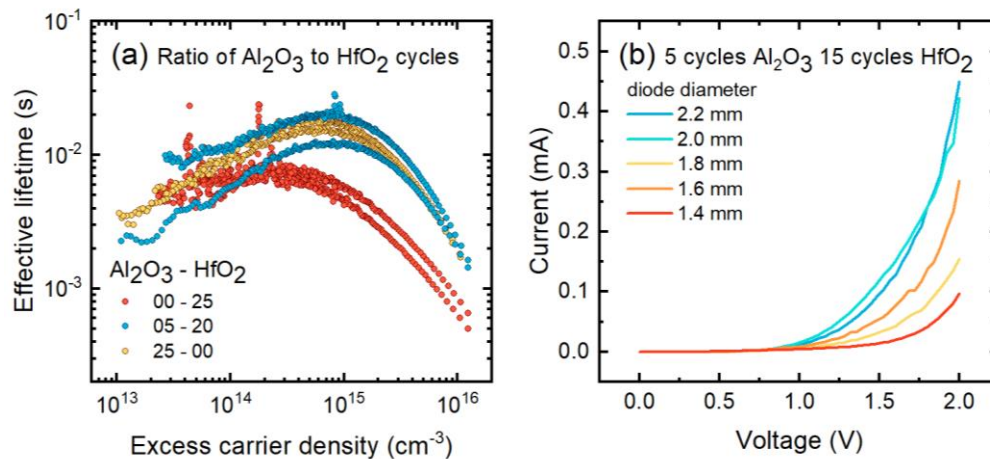 (a) Ratio of Al₂O₃ to HfO₂ cycles
10⁻¹
10⁻²
10⁻³
Effective lifetime (s)
Al₂O₃ - HfO₂
00 - 25
05 - 20
25 - 00
10¹³ 10¹⁴ 10¹⁵ 10¹⁶
Excess carrier density (cm⁻³)
(b) 5 cycles Al₂O₃ 15 cycles HfO₂
0.5
0.4
0.3
0.2
0.1
0.0
Current (mA)
diode diameter
2.2 mm
2.0 mm
1.8 mm
1.6 mm
1.4 mm
0.0 0.5 1.0 1.5 2.0
Voltage (V)